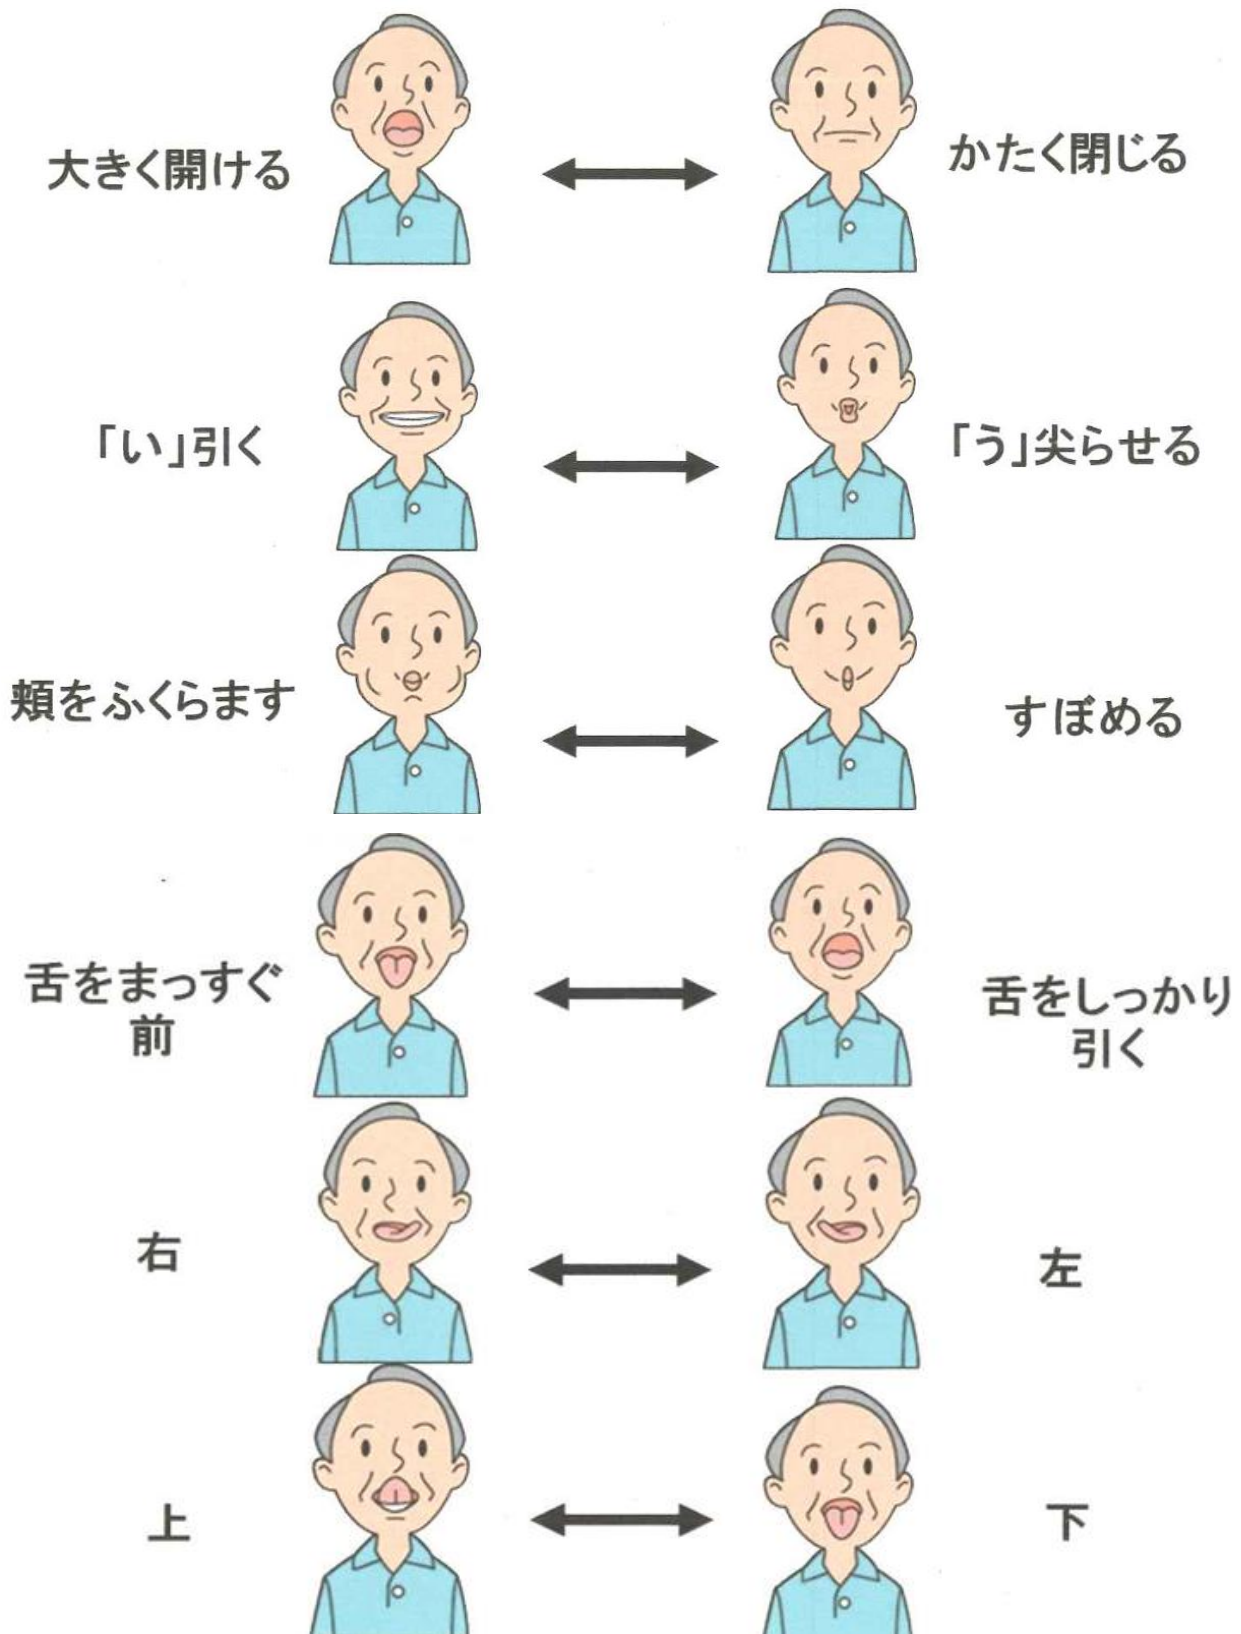 大きく開ける
かたく閉じる
「い」引く
「う」尖らせる
頬をふくらます
すぼめる
舌をまっすぐ
前
舌をしっかり
引く
右
左
上
下